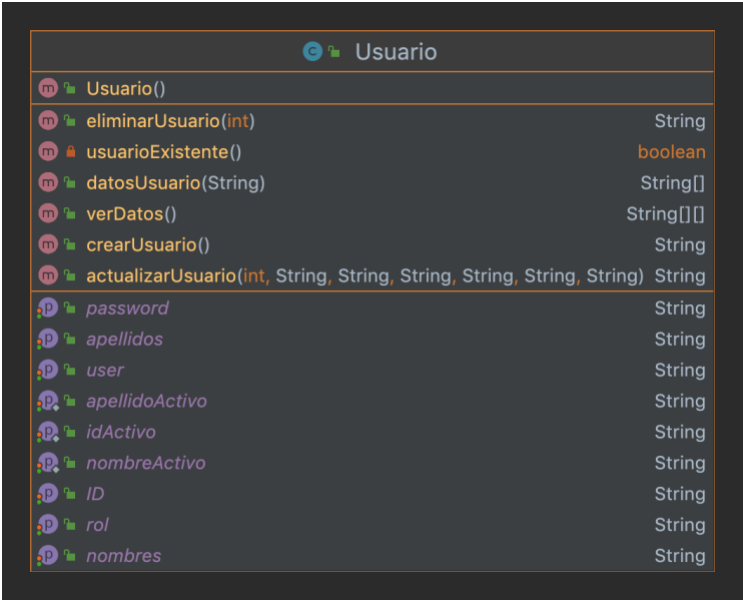 Usuario
Usuario()
eliminarUsuario(int) String
usuarioExistente() boolean
datosUsuario(String) String[]
verDatos() String[][]
crearUsuario() String
actualizarUsuario(int, String, String, String, String, String, String) String
password String
apellidos String
user String
apellidoActivo String
idActivo String
nombreActivo String
ID String
rol String
nombres String